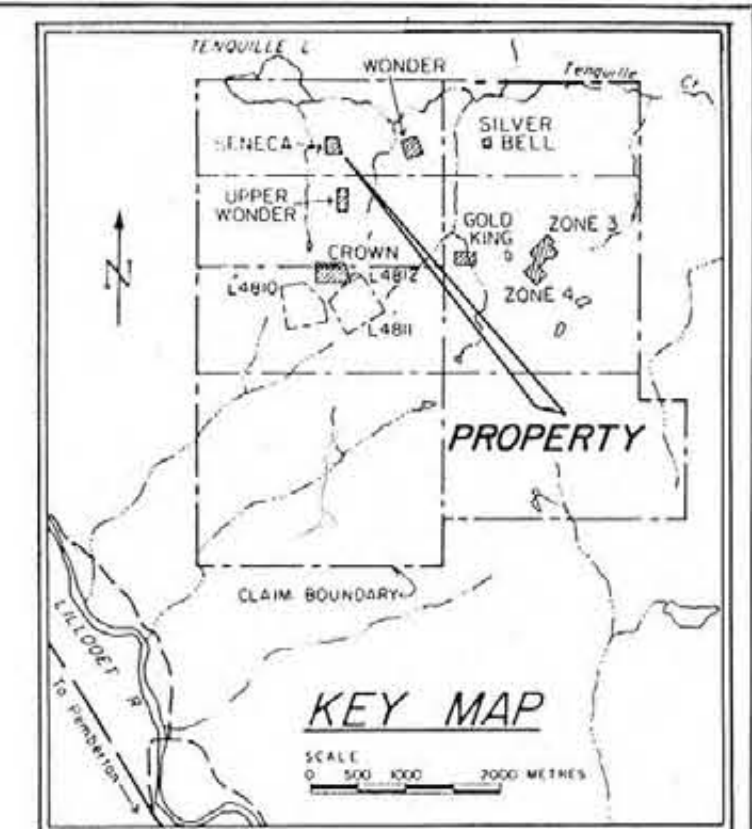 TENQUILLE L
WONDER
Tenquille Cr
SENECA
SILVER
BELL
UPPER
WONDER
GOLD
KING
ZONE 3
CROWN
L4812
L4810
ZONE 4
L4811
PROPERTY
CLAIM BOUNDARY
LILLOOET R
To Pemberton
KEY MAP
SCALE
0 500 1000 2000 METRES
N